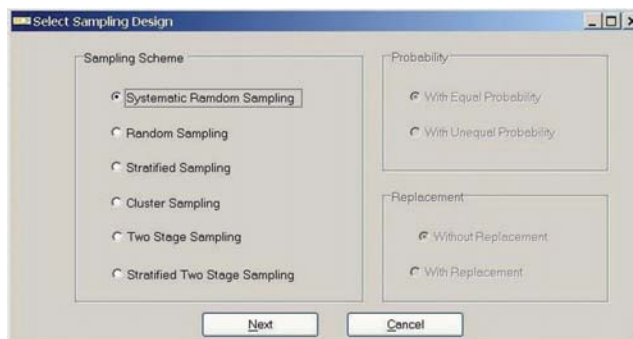 Select Sampling Design
Sampling Scheme
Systematic Ramdom Sampling
Random Sampling
Stratified Sampling
Cluster Sampling
Two Stage Sampling
Stratified Two Stage Sampling
Probability
With Equal Probability
With Unequal Probability
Replacement
Without Replacement
With Replacement
Next
Cancel